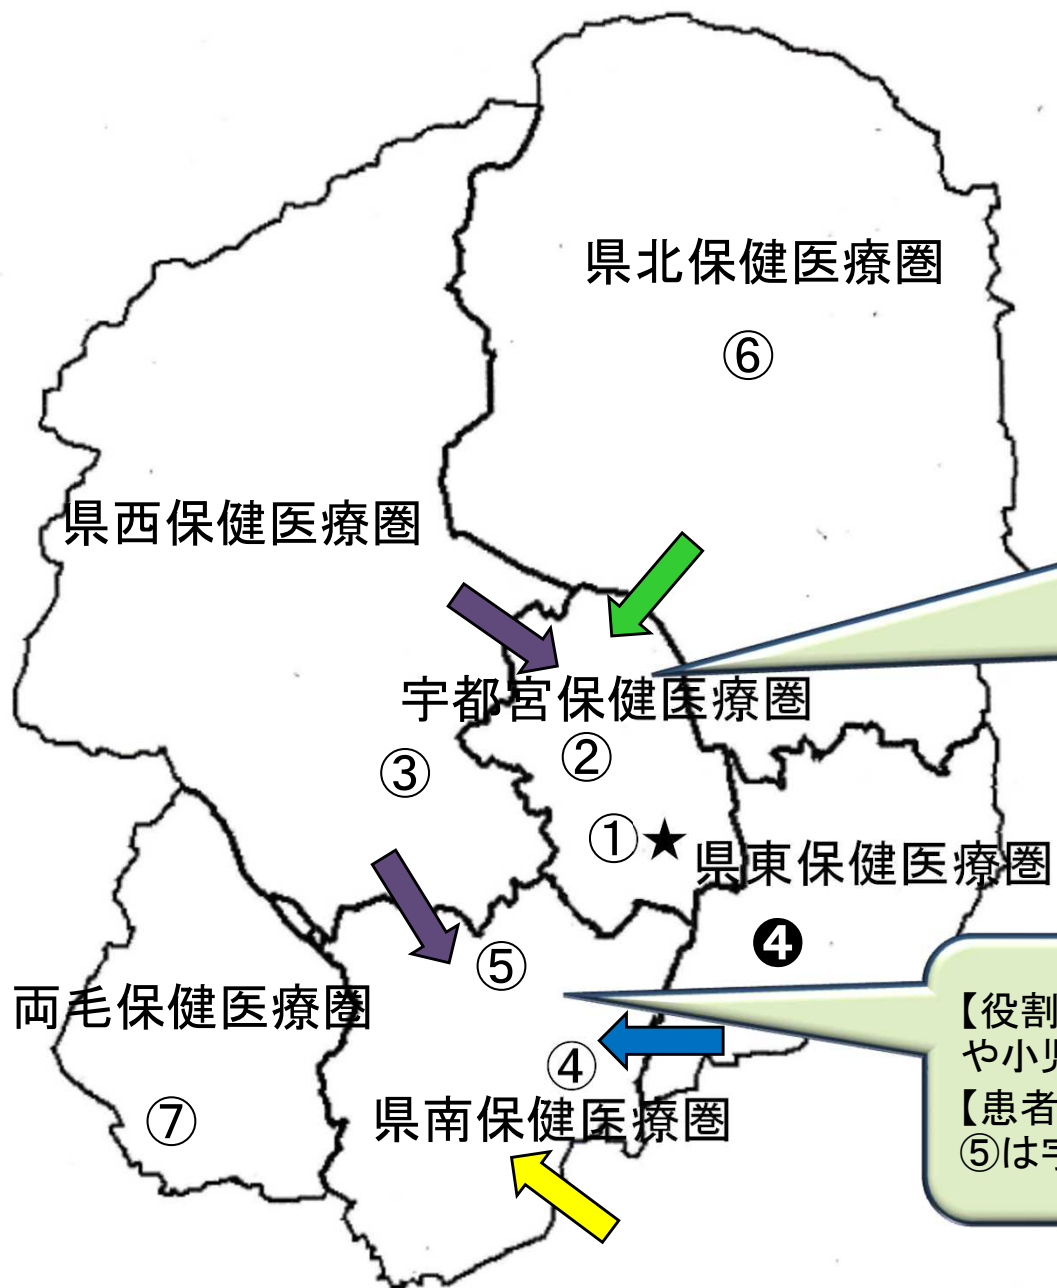 県北保健医療圏
⑥
県西保健医療圏
宇都宮保健医療圏
②
③
①★
県東保健医療圏
❹
⑤
両毛保健医療圏
④
県南保健医療圏
⑦
【役割
や小児
【患者
⑤は宇